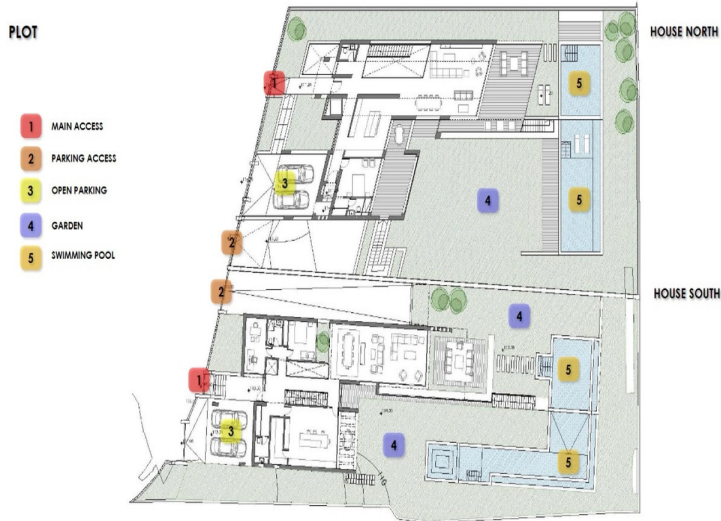 PLOT
HOUSE NORTH
1 MAIN ACCESS
2 PARKING ACCESS
3 OPEN PARKING
4 GARDEN
5 SWIMMING POOL
1
5
3
4
5
2
2
HOUSE SOUTH
4
1
5
3
4
5